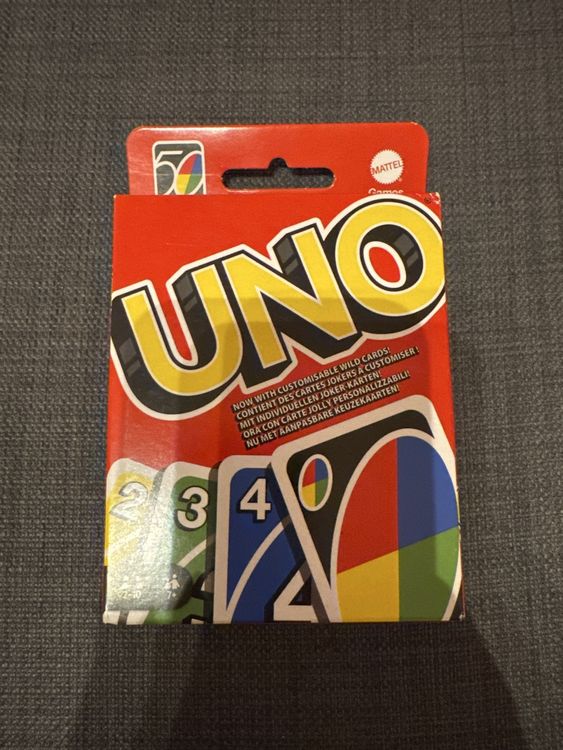 50
MATTEL
Games
UNO
NOW WITH CUSTOMISABLE WILD CARDS!
CONTIENT DES CARTES JOKERS À CUSTOMISER !
MIT INDIVIDUELLEN JOKER-KARTEN!
ORA CON CARTE JOLLY PERSONALIZZABILI!
NU MET AANPASBARE KEUZEKAARTEN!
2
3
4